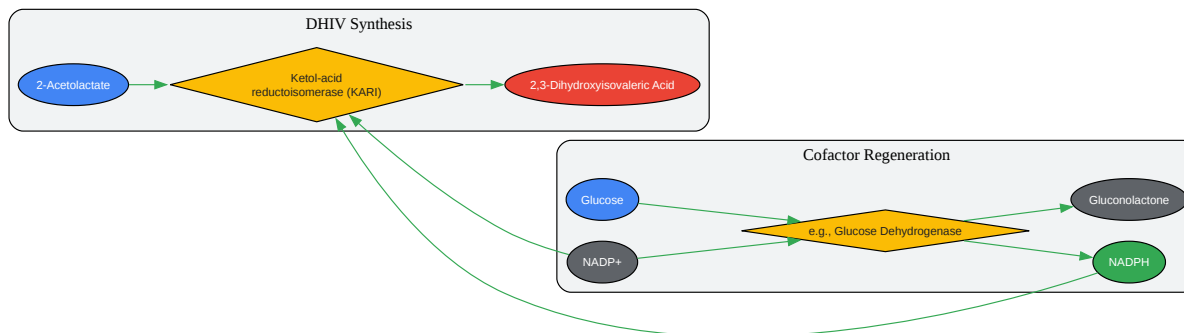 DHIV Synthesis
2-Acetolactate
Ketol-acid
reductoisomerase (KARI)
2,3-Dihydroxyisovaleric Acid
Cofactor Regeneration
Glucose
NADP+
e.g., Glucose Dehydrogenase
Gluconolactone
NADPH